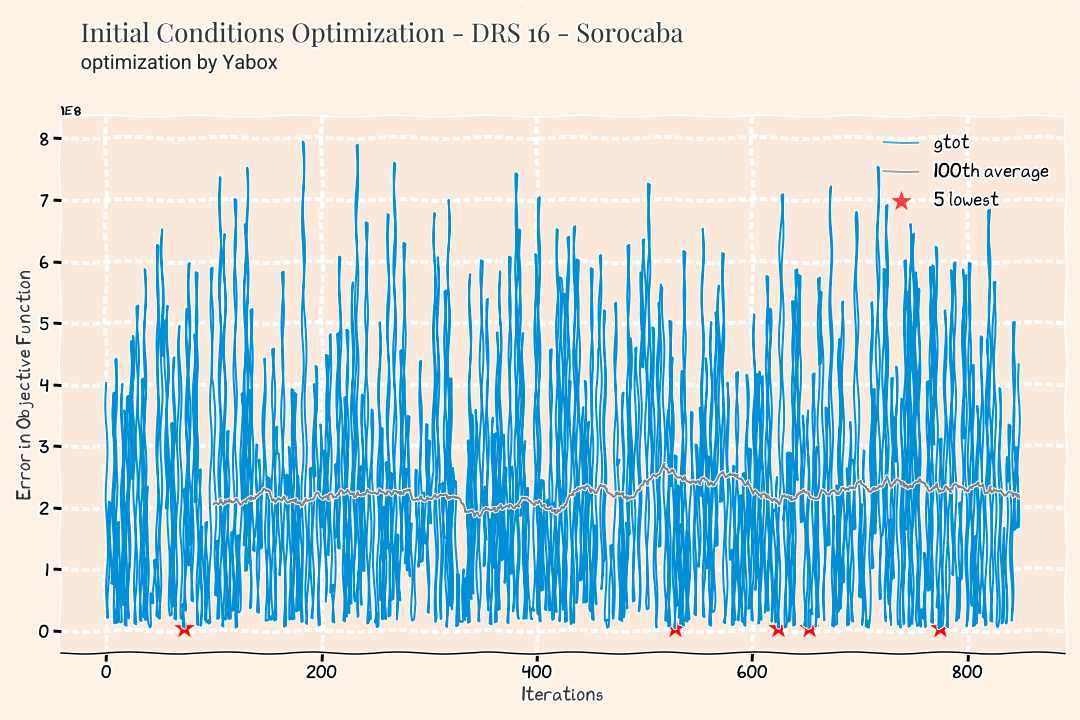 Initial Conditions Optimization - DRS 16 - Sorocaba
optimization by Yabox
1E8
8
7
6
5
4
3
2
1
0
Error in Objective Function
gtot
100th average
5 lowest
0
200
400
600
800
Iterations